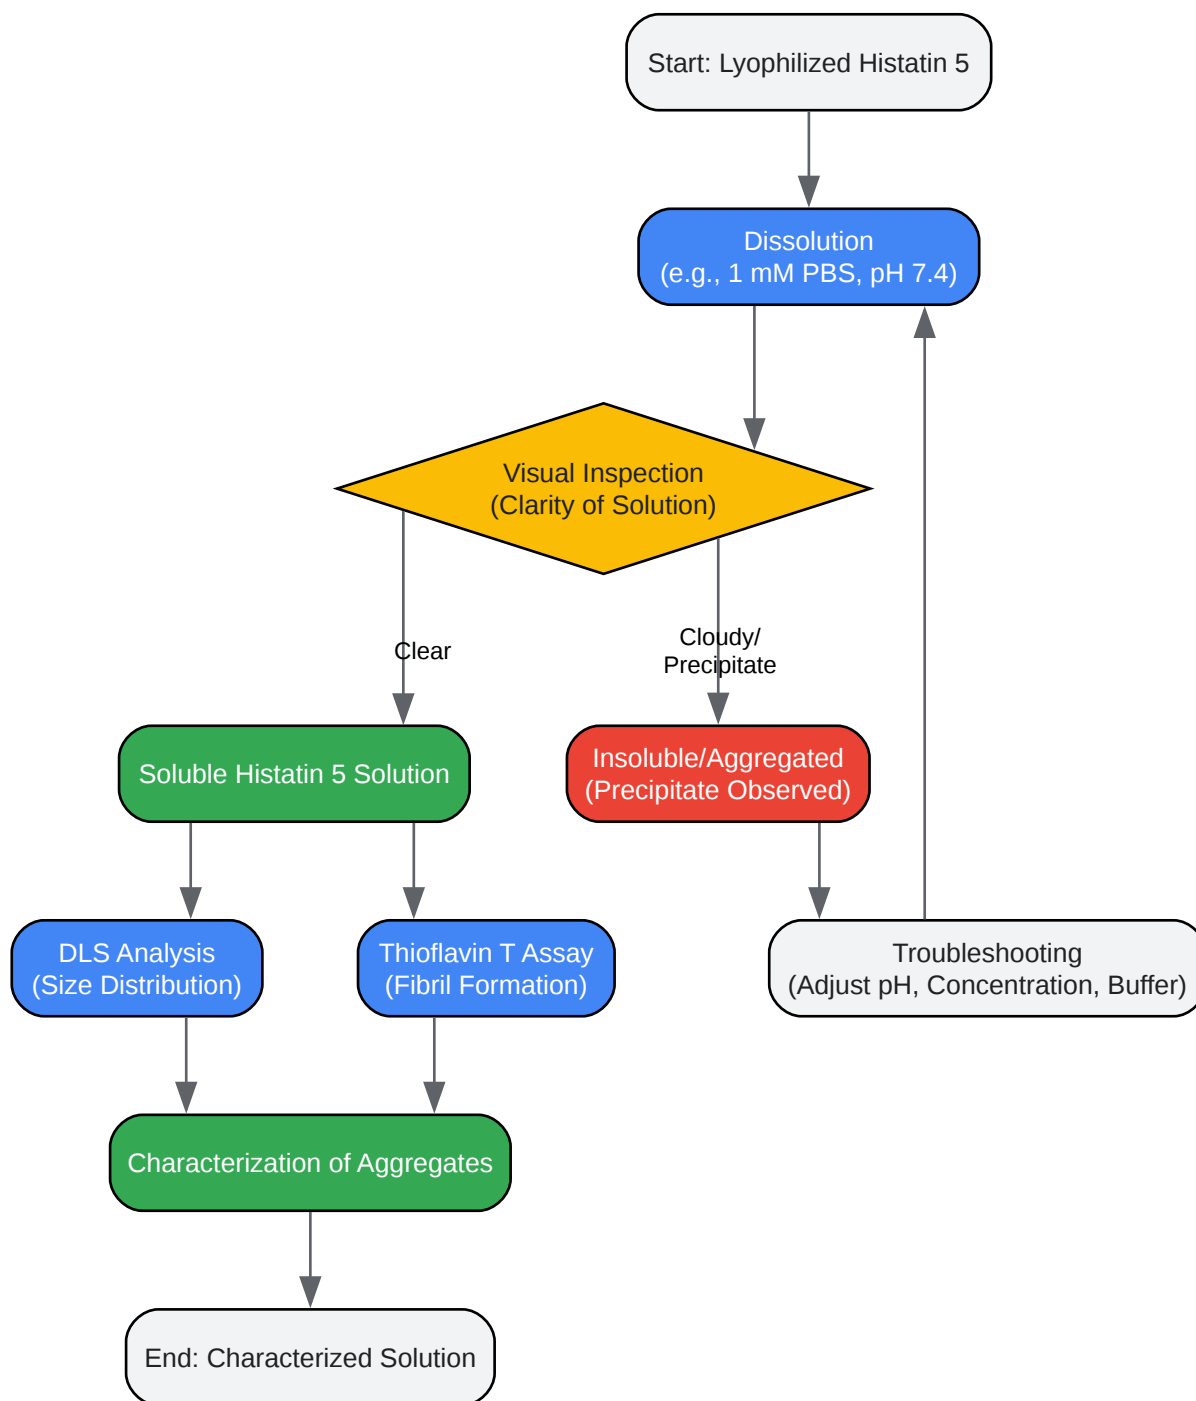 Start: Lyophilized Histatin 5
Dissolution
(e.g., 1 mM PBS, pH 7.4)
Visual Inspection
(Clarity of Solution)
Clear
Cloudy/
Precipitate
Soluble Histatin 5 Solution
Insoluble/Aggregated
(Precipitate Observed)
DLS Analysis
(Size Distribution)
Thioflavin T Assay
(Fibril Formation)
Troubleshooting
(Adjust pH, Concentration, Buffer)
Characterization of Aggregates
End: Characterized Solution